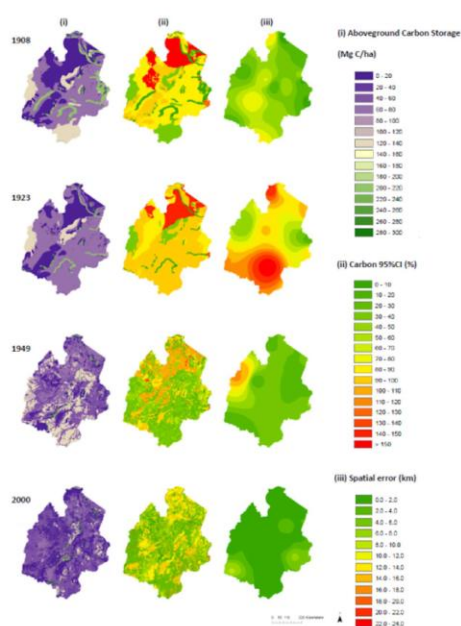 (i) (ii) (iii)
1908
1923
1949
2000
(i) Aboveground Carbon Storage
(Mg C/ha)
0 - 20
20 - 40
40 - 60
60 - 80
80 - 100
100 - 120
120 - 140
140 - 160
160 - 180
180 - 200
200 - 220
220 - 240
240 - 260
260 - 280
280 - 300
(ii) Carbon 95%CI (%)
0 - 10
10 - 20
20 - 30
30 - 40
40 - 50
50 - 60
60 - 70
70 - 80
80 - 90
90 - 100
100 - 110
110 - 120
120 - 130
130 - 140
140 - 150
> 150
(iii) Spatial error (km)
0.0 - 2.0
2.0 - 4.0
4.0 - 6.0
6.0 - 8.0
8.0 - 10.0
10.0 - 12.0
12.0 - 14.0
14.0 - 16.0
16.0 - 18.0
18.0 - 20.0
20.0 - 22.0
22.0 - 24.0